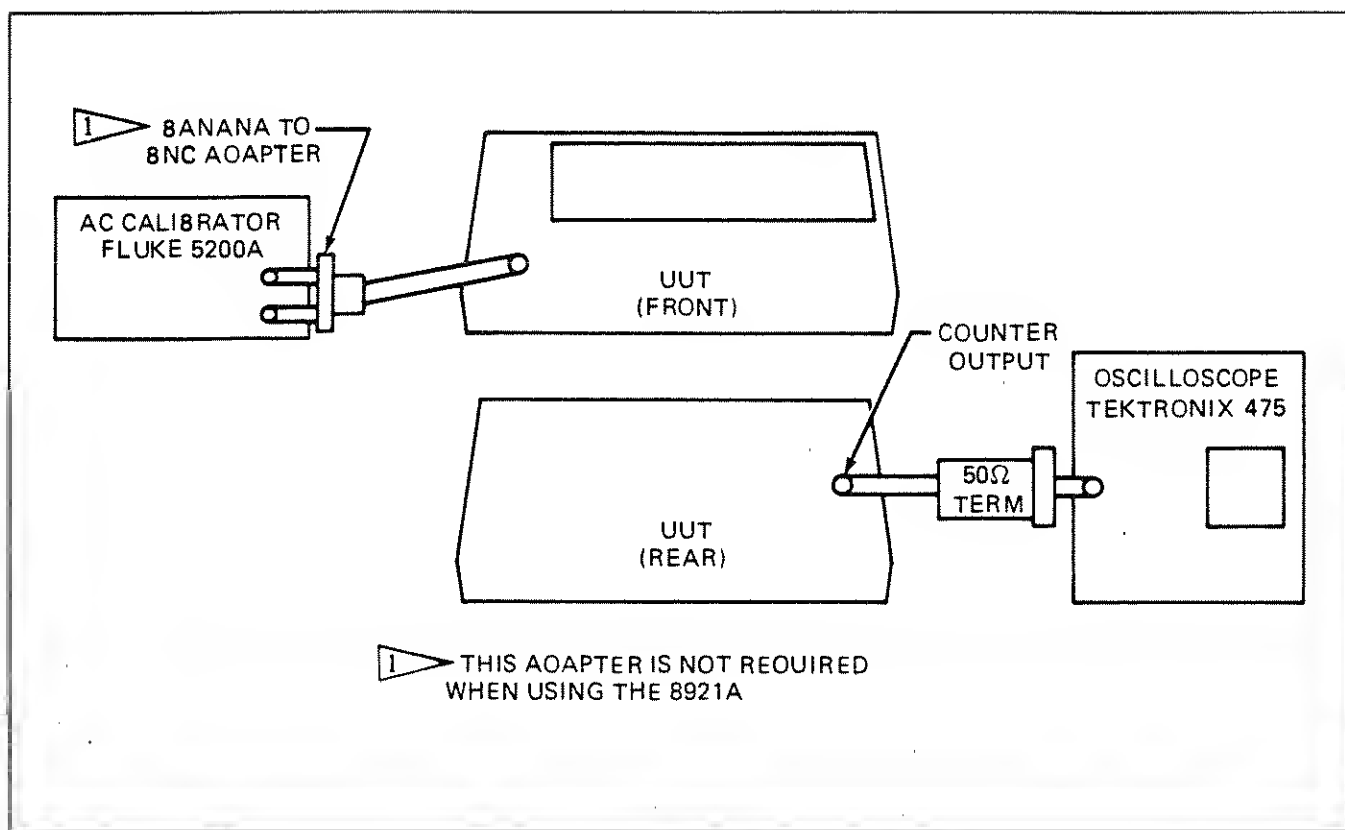 1 8ANANA TO
8NC AOAPTER
AC CALI8RATOR
FLUKE 5200A
UUT
(FRONT)
COUNTER
OUTPUT
OSCILLOSCOPE
TEKTRONIX 475
50Ω
TERM
UUT
(REAR)
1 THIS AOAPTER IS NOT REOUIRED
WHEN USING THE 8921A